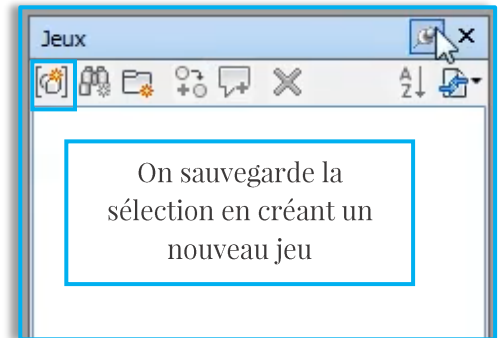 Jeux
A
Z
On sauvegarde la
sélection en créant un
nouveau jeu